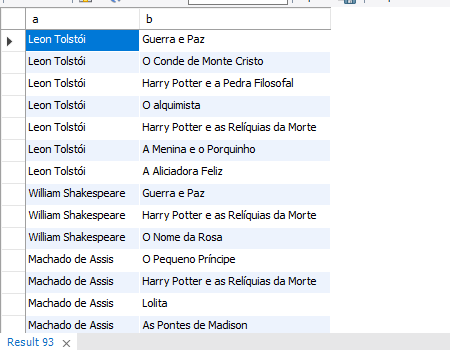 a b
Leon Tolstói Guerra e Paz
Leon Tolstói O Conde de Monte Cristo
Leon Tolstói Harry Potter e a Pedra Filosofal
Leon Tolstói O alquimista
Leon Tolstói Harry Potter e as Relíquias da Morte
Leon Tolstói A Menina e o Porquinho
Leon Tolstói A Aliciadora Feliz
William Shakespeare Guerra e Paz
William Shakespeare Harry Potter e as Relíquias da Morte
William Shakespeare O Nome da Rosa
Machado de Assis O Pequeno Príncipe
Machado de Assis Harry Potter e as Relíquias da Morte
Machado de Assis Lolita
Machado de Assis As Pontes de Madison
Result 93